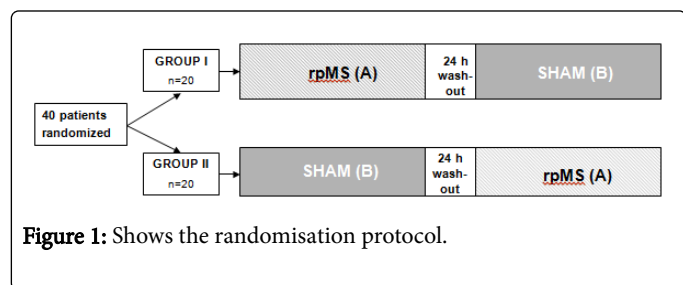 GROUP I
n=20
rpMS (A)
24 h
wash-
out
SHAM (B)
40 patients
randomized
GROUP II
n=20
SHAM (B)
24 h
wash-
out
rpMS (A)
Figure 1: Shows the randomisation protocol.